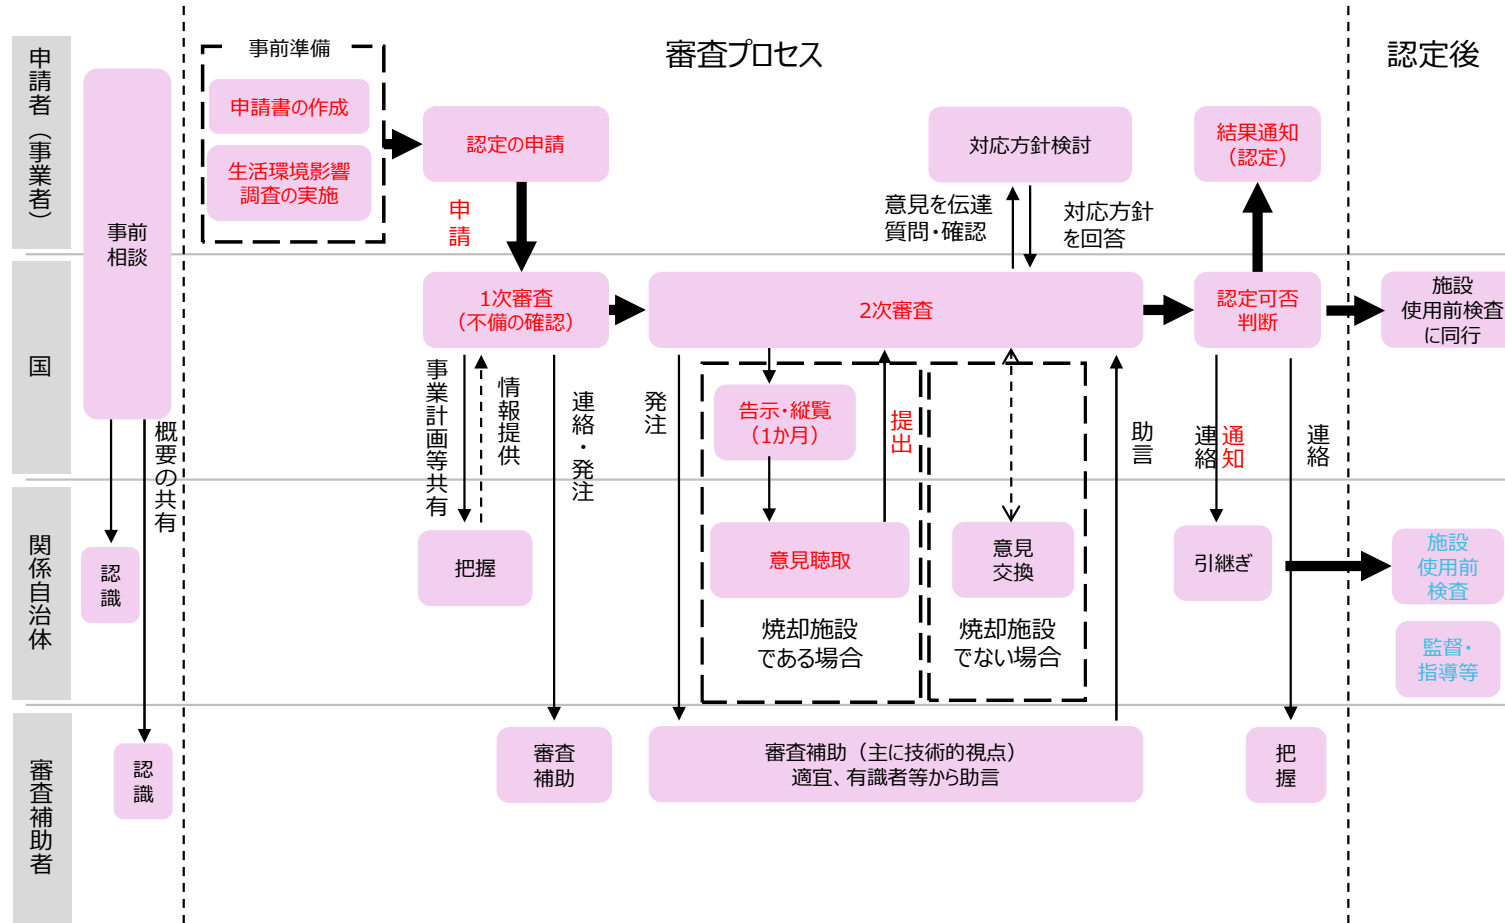 審査プロセス
認定後
申請者（事業者）
事前
相談
事前準備
申請書の作成
生活環境影響
調査の実施
認定の申請
申請
対応方針検討
意見を伝達
質問・確認
対応方針
を回答
結果通知
（認定）
国
1次審査
（不備の確認）
2次審査
認定可否
判断
施設
使用前検査
に同行
概要の共有
事業計画等共有
情報提供
連絡・発注
発注
告示・縦覧
（1か月）
提出
助言
連絡
通知
連絡
関係自治体
認識
把握
意見聴取
焼却施設
である場合
意見
交換
焼却施設
でない場合
引継ぎ
施設
使用前
検査
監督・
指導等
審査補助者
認識
審査
補助
審査補助（主に技術的視点）
適宜、有識者等から助言
把握